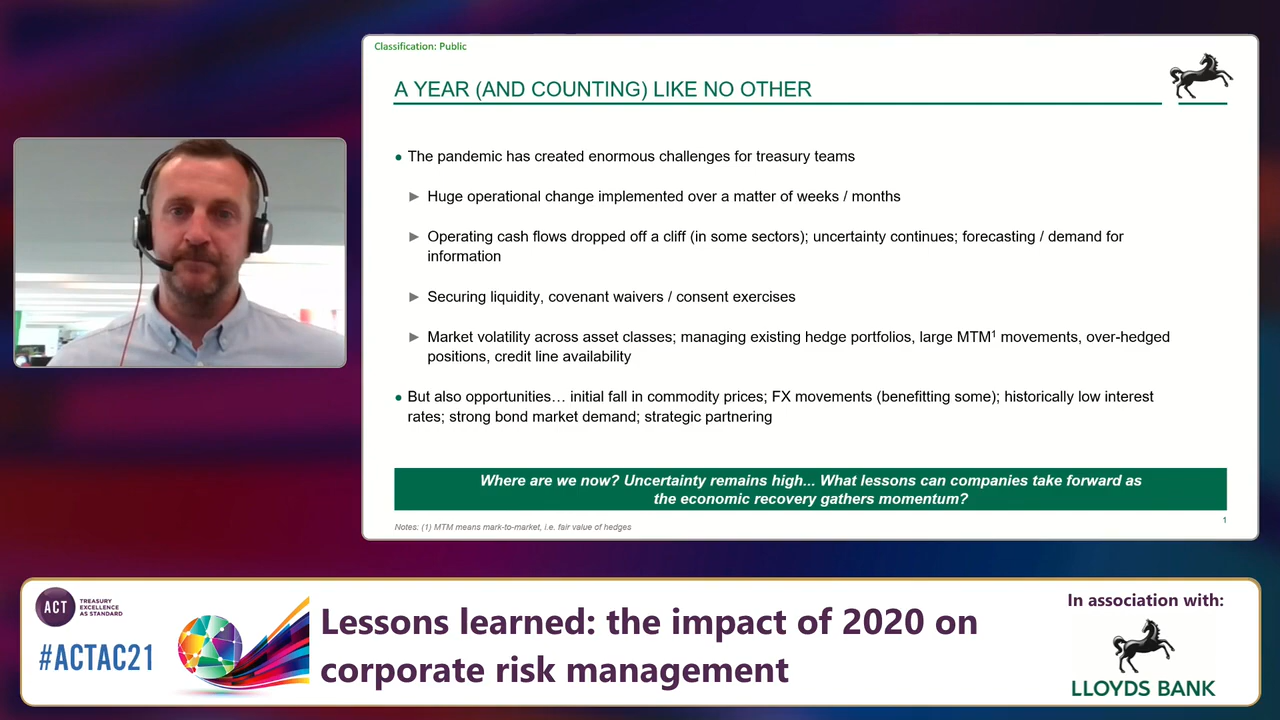 Classification: Public
A YEAR (AND COUNTING) LIKE NO OTHER
● The pandemic has created enormous challenges for treasury teams
► Huge operational change implemented over a matter of weeks / months
► Operating cash flows dropped off a cliff (in some sectors); uncertainty continues; forecasting / demand for
information
► Securing liquidity, covenant waivers / consent exercises
► Market volatility across asset classes; managing existing hedge portfolios, large MTM¹ movements, over-hedged
positions, credit line availability
● But also opportunities… initial fall in commodity prices; FX movements (benefitting some); historically low interest
rates; strong bond market demand; strategic partnering
Where are we now? Uncertainty remains high... What lessons can companies take forward as
the economic recovery gathers momentum?
Notes: (1) MTM means mark-to-market, i.e. fair value of hedges
1
ACT
TREASURY
EXCELLENCE
AS STANDARD
#ACTAC21
Lessons learned: the impact of 2020 on
corporate risk management
In association with:
LLOYDS BANK